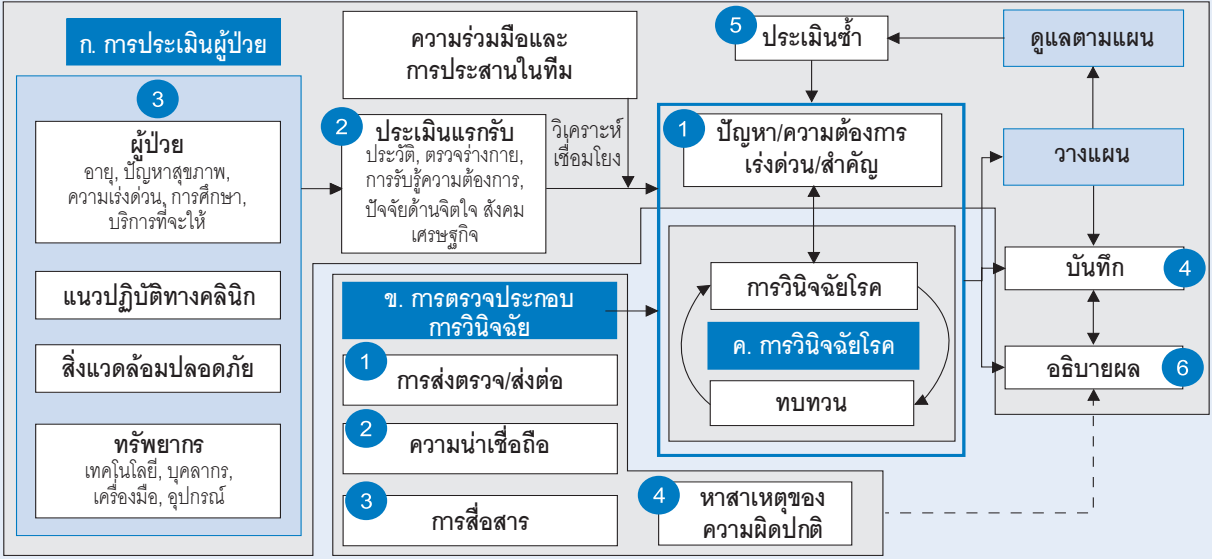 ก. การประเมินผู้ป่วย
3
ผู้ป่วย
อายุ, ปัญหาสุขภาพ,
ความเร่งด่วน, การศึกษา,
บริการที่จะให้
แนวปฏิบัติทางคลินิก
สิ่งแวดล้อมปลอดภัย
ทรัพยากร
เทคโนโลยี, บุคลากร,
เครื่องมือ, อุปกรณ์
ความร่วมมือและ
การประสานในทีม
2
ประเมินแรกรับ
ประวัติ, ตรวจร่างกาย,
การรับรู้ความต้องการ,
ปัจจัยด้านจิตใจ สังคม
เศรษฐกิจ
วิเคราะห์
เชื่อมโยง
5
ประเมินซ้ำ
1
ปัญหา/ความต้องการ
เร่งด่วน/สำคัญ
การวินิจฉัยโรค
ค. การวินิจฉัยโรค
ทบทวน
ดูแลตามแผน
วางแผน
บันทึก
4
อธิบายผล
6
ข. การตรวจประกอบ
การวินิจฉัย
1
การส่งตรวจ/ส่งต่อ
2
ความน่าเชื่อถือ
3
การสื่อสาร
4
หาสาเหตุของ
ความผิดปกติ